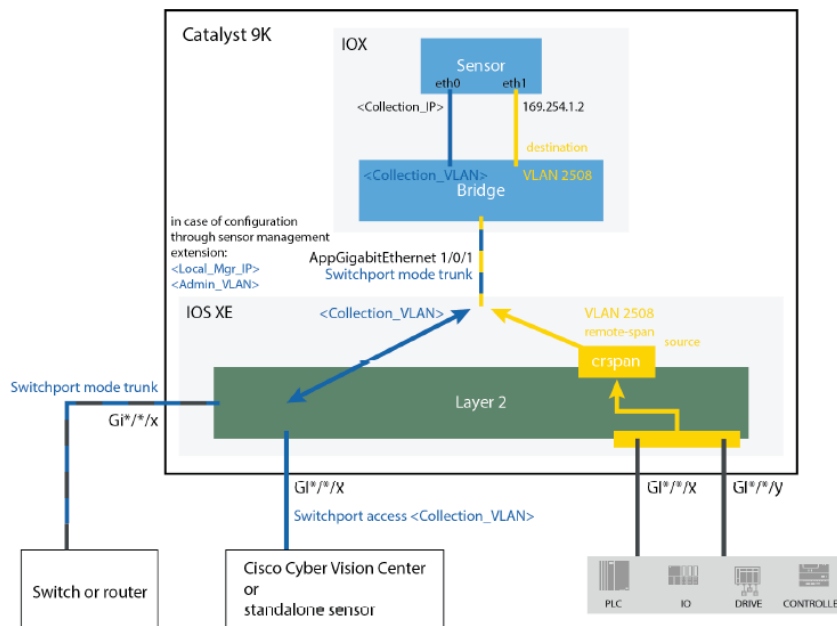 Catalyst 9K
IOX
Sensor
eth0
eth1
<Collection_IP>
169.254.1.2
destination
<Collection_VLAN>
VLAN 2508
Bridge
in case of configuration
through sensor management
extension:
<Local_Mgr_IP>
<Admin_VLAN>
AppGigabitEthernet 1/0/1
Switchport mode trunk
IOS XE
<Collection_VLAN>
VLAN 2508
remote-span
source
crspan
Switchport mode trunk
Gi*/*/x
Layer 2
GI*/*/x
GI*/*/x
GI*/*/y
Switchport access <Collection_VLAN>
Switch or router
Cisco Cyber Vision Center
or
standalone sensor
PLC
IO
DRIVE
CONTROLLE